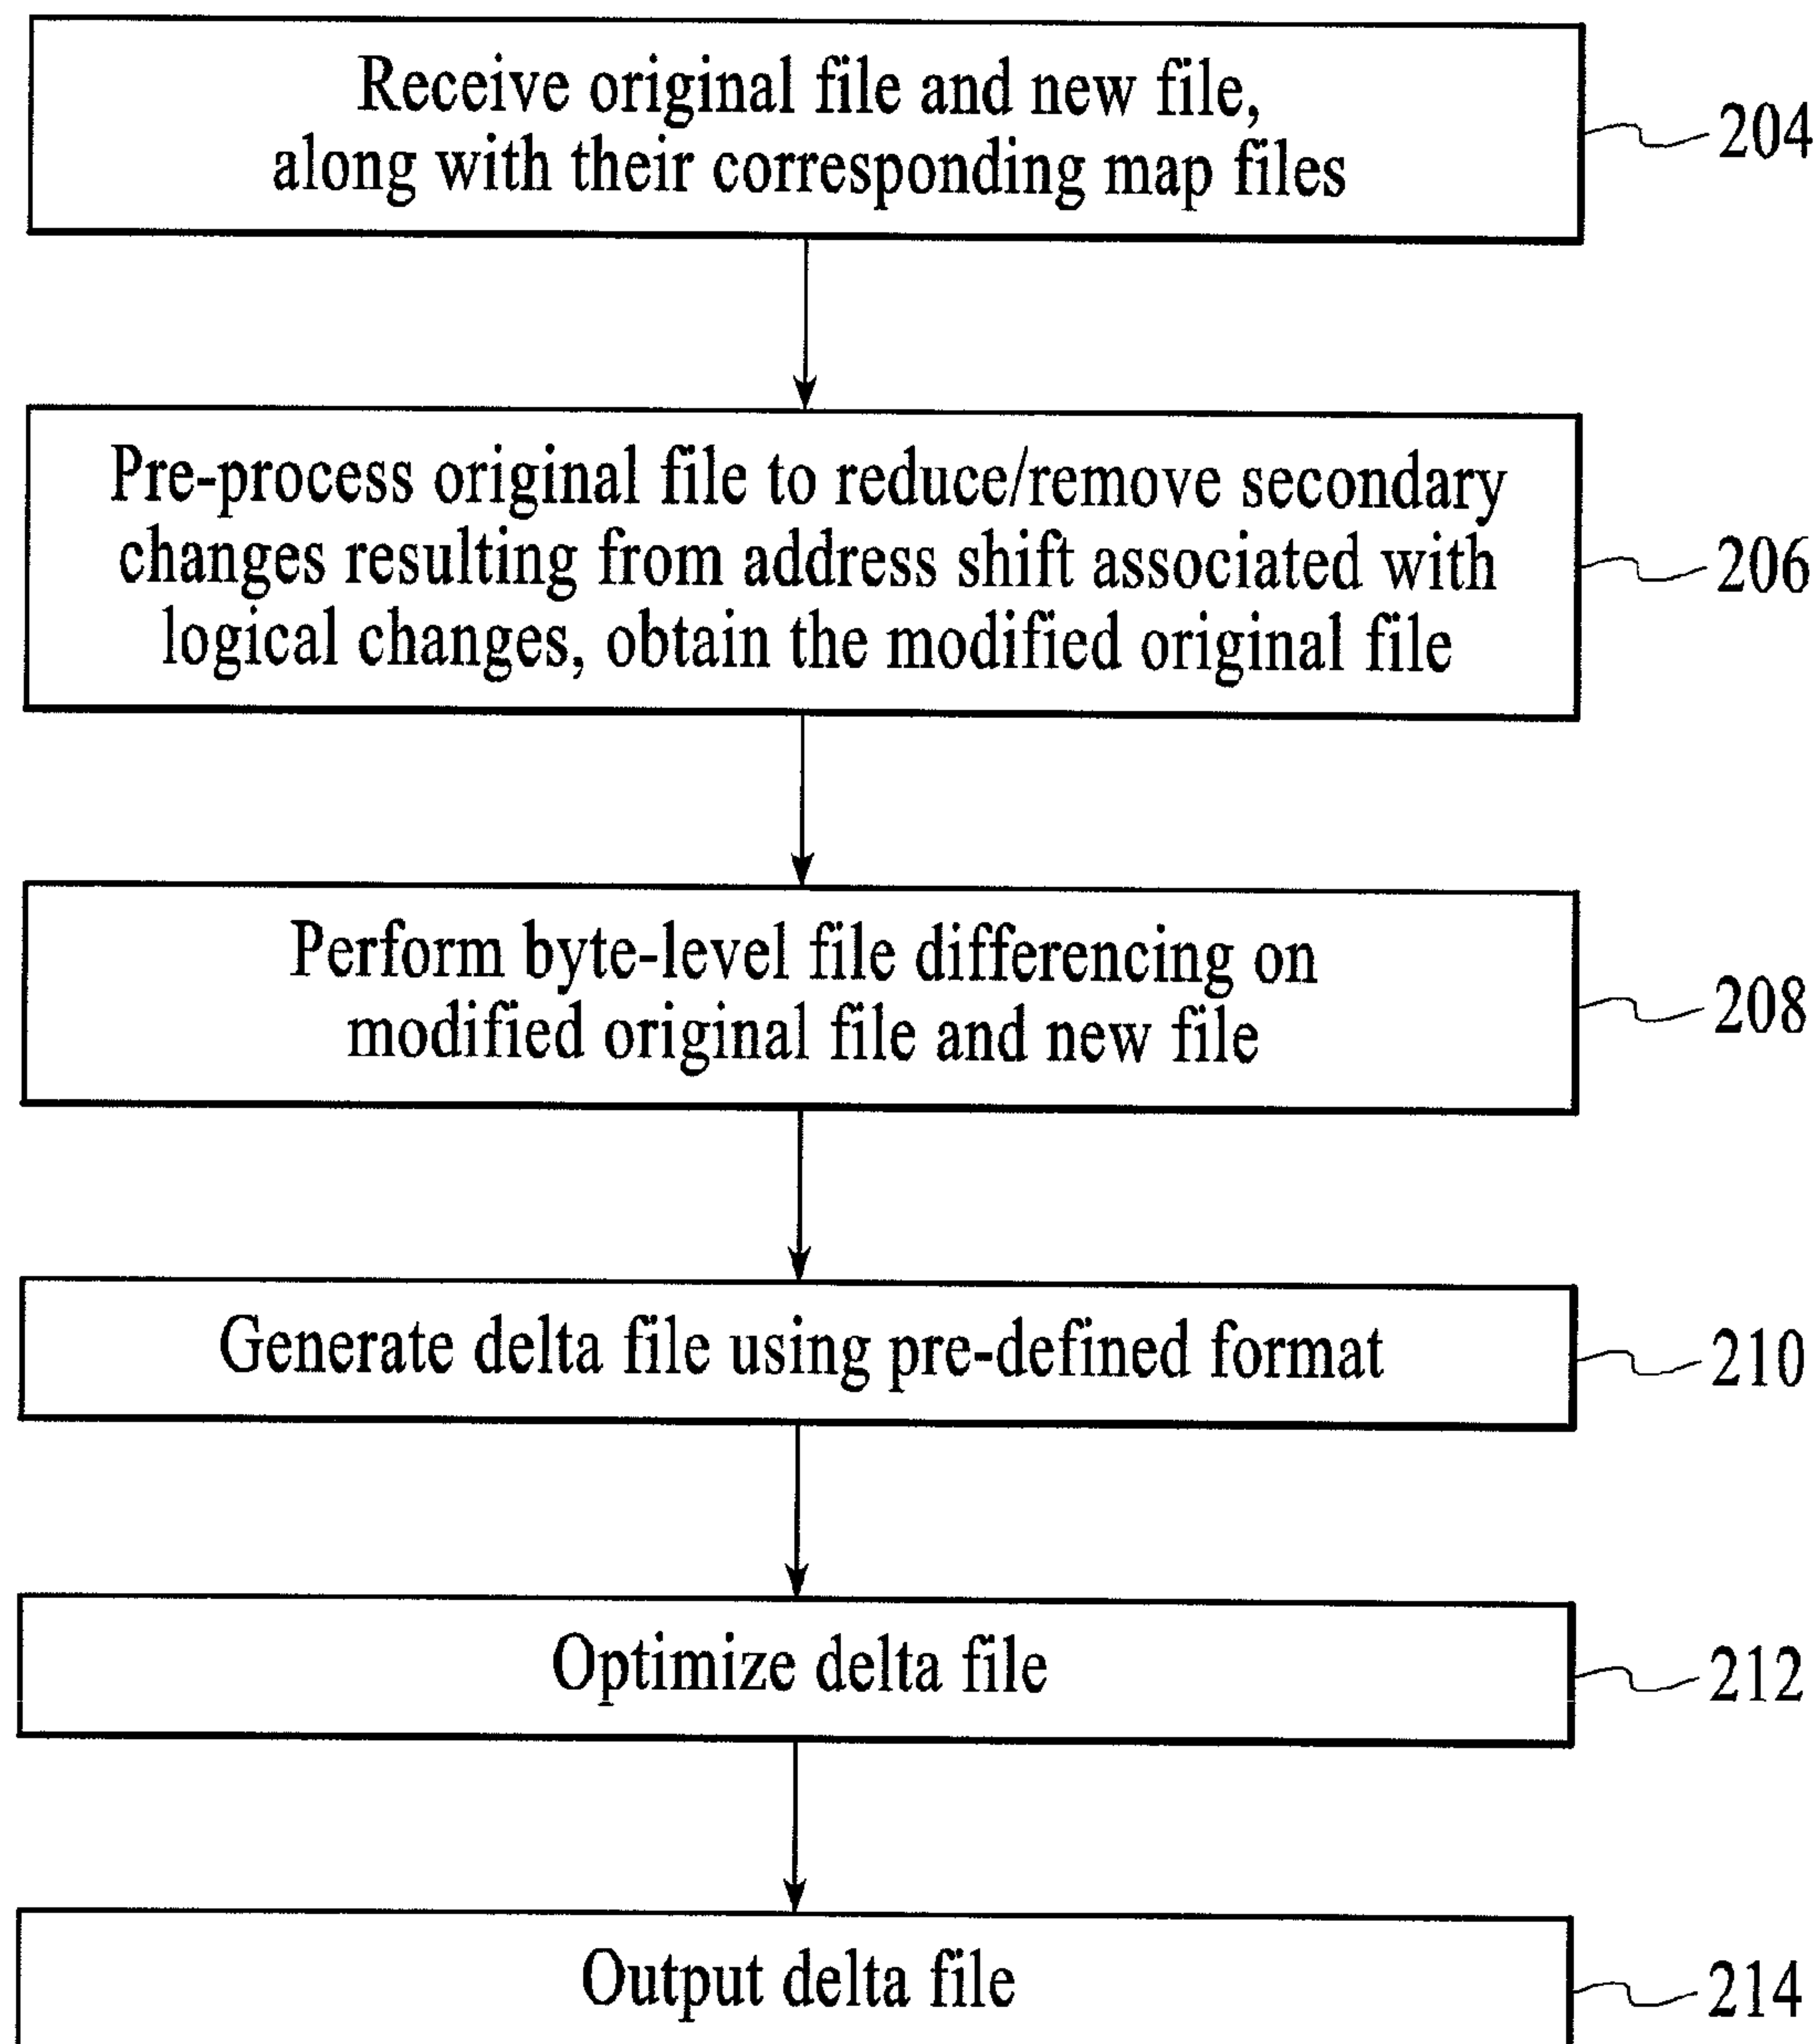 Receive original file and new file,
along with their corresponding map files
204
Pre-process original file to reduce/remove secondary
changes resulting from address shift associated with
logical changes, obtain the modified original file
206
Perform byte-level file differencing on
modified original file and new file
208
Generate delta file using pre-defined format
210
Optimize delta file
212
Output delta file
214